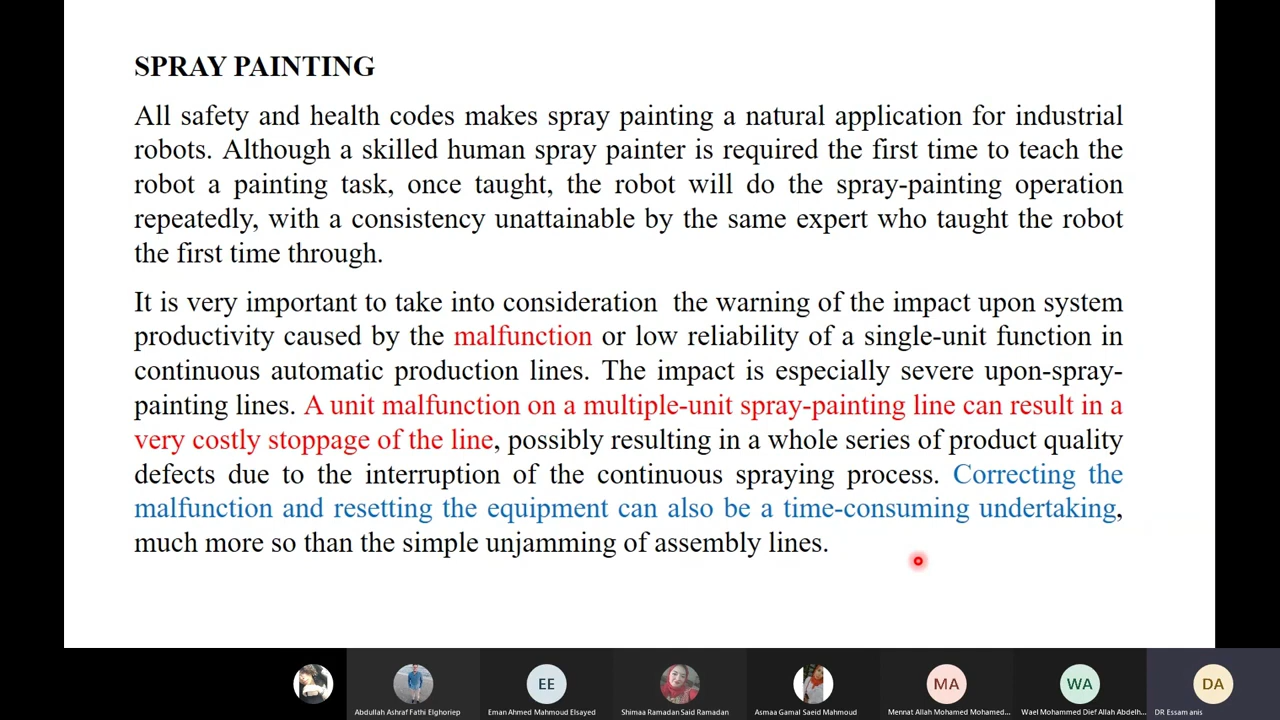 SPRAY PAINTING
All safety and health codes makes spray painting a natural application for industrial
robots. Although a skilled human spray painter is required the first time to teach the
robot a painting task, once taught, the robot will do the spray-painting operation
repeatedly, with a consistency unattainable by the same expert who taught the robot
the first time through.
It is very important to take into consideration the warning of the impact upon system
productivity caused by the malfunction or low reliability of a single-unit function in
continuous automatic production lines. The impact is especially severe upon-spray-
painting lines. A unit malfunction on a multiple-unit spray-painting line can result in a
very costly stoppage of the line, possibly resulting in a whole series of product quality
defects due to the interruption of the continuous spraying process. Correcting the
malfunction and resetting the equipment can also be a time-consuming undertaking,
much more so than the simple unjamming of assembly lines.
EE MA WA DA
Abdullah Ashraf Fathi Elghoriep Eman Ahmed Mahmoud Elsayed Shimaa Ramadan Said Ramadan Asmaa Gamal Saeid Mahmoud Mennat Allah Mohamed Mohamed... Wael Mohammed Dief Allah Abdelh... DR Essam anis